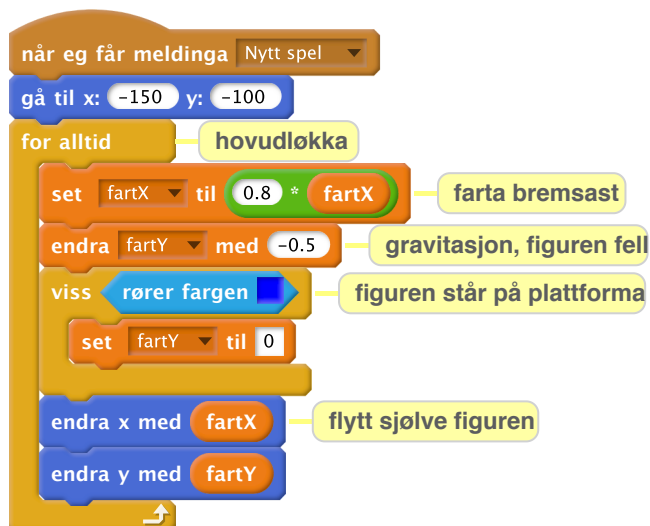 når eg får meldinga Nytt spel
gå til x: -150 y: -100
for alltid hovudløkka
set fartX til 0.8 * fartX farta bremsast
endra fartY med -0.5 gravitasjon, figuren fell
viss rører fargen figuren står på plattforma
set fartY til 0
endra x med fartX flytt sjølve figuren
endra y med fartY